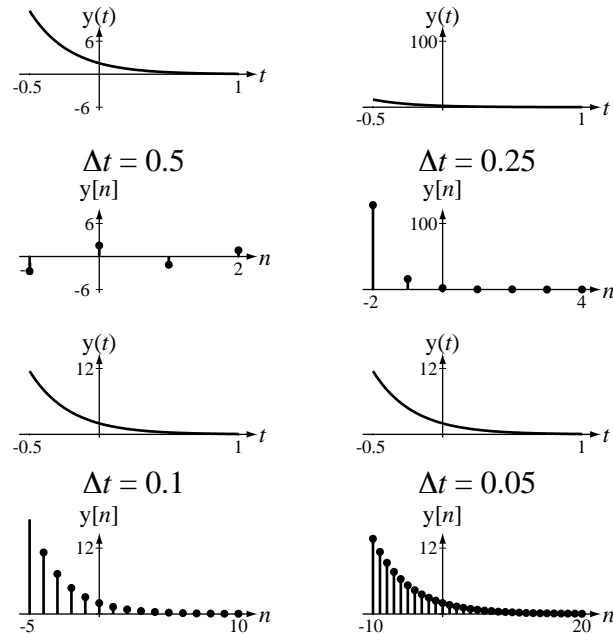 y(t) y(t)
6 100
t
-0.5 1 t
-6 -0.5 1
Δt = 0.5 Δt = 0.25
y[n] y[n]
6 100
2 n
-6 n
-2 4
y(t) y(t)
12 12
t t
-0.5 1 -0.5 1
Δt = 0.1 Δt = 0.05
y[n] y[n]
12 12
n n
-5 10 -10 20